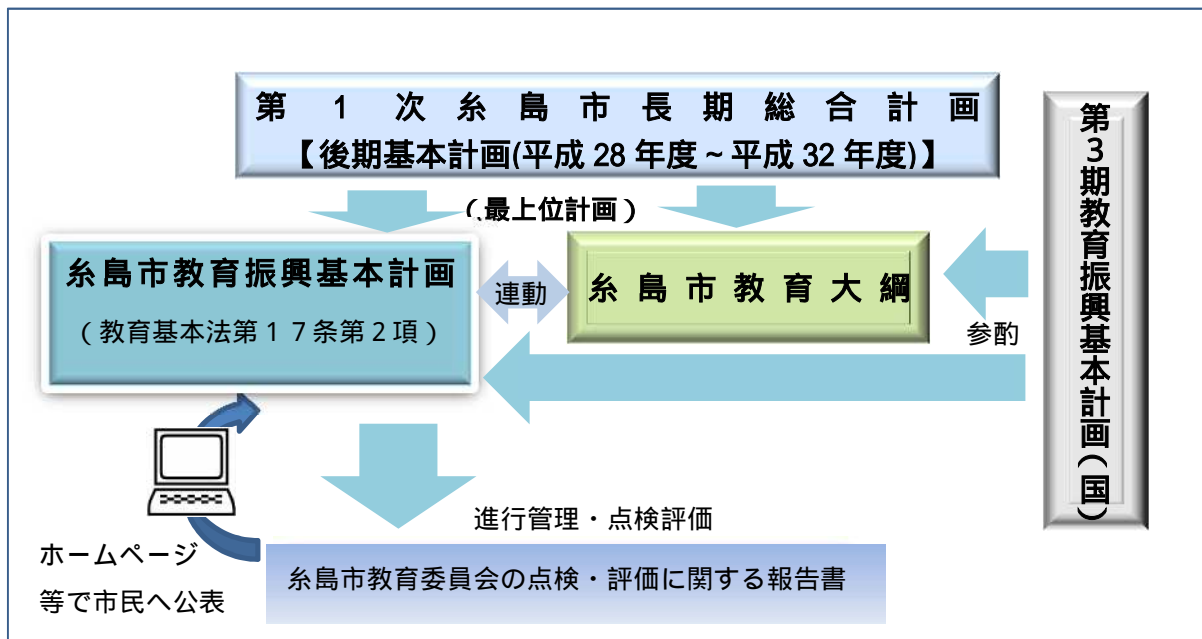 第1次糸島市長期総合計画
【後期基本計画(平成28年度~平成32年度)】
(最上位計画)
糸島市教育振興基本計画
(教育基本法第17条第2項)
連動
糸島市教育大綱
参酌
第3期教育振興基本計画(国)
進行管理・点検評価
糸島市教育委員会の点検・評価に関する報告書
ホームページ
等で市民へ公表